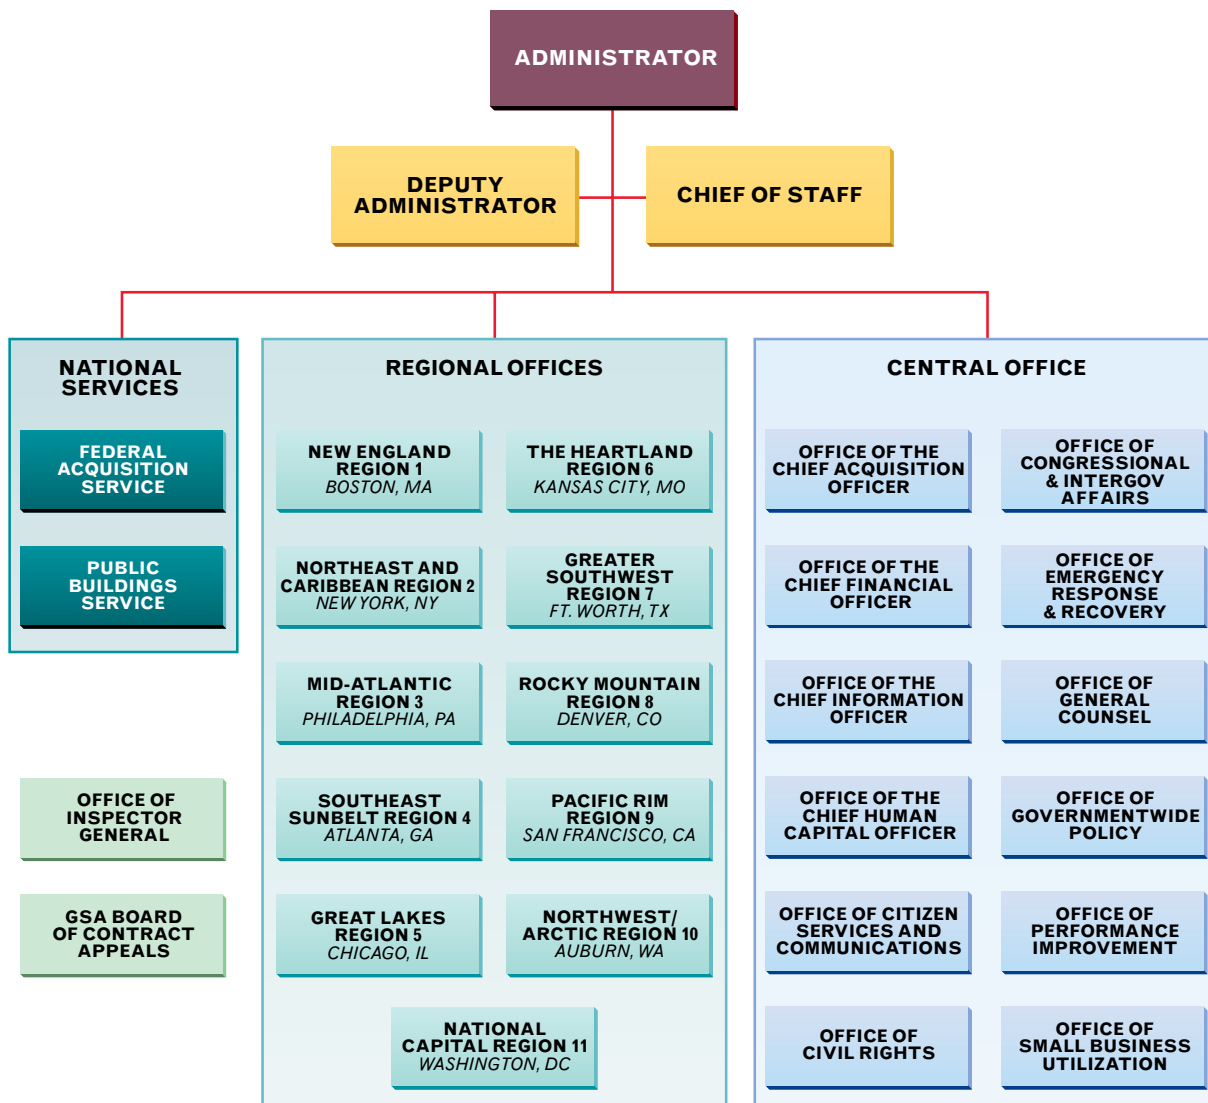 ADMINISTRATOR
DEPUTY
ADMINISTRATOR
CHIEF OF STAFF
NATIONAL
SERVICES
FEDERAL
ACQUISITION
SERVICE
PUBLIC
BUILDINGS
SERVICE
OFFICE OF
INSPECTOR
GENERAL
GSA BOARD
OF CONTRACT
APPEALS
REGIONAL OFFICES
NEW ENGLAND
REGION 1
BOSTON, MA
THE HEARTLAND
REGION 6
KANSAS CITY, MO
NORTHEAST AND
CARIBBEAN REGION 2
NEW YORK, NY
GREATER
SOUTHWEST
REGION 7
FT. WORTH, TX
MID-ATLANTIC
REGION 3
PHILADELPHIA, PA
ROCKY MOUNTAIN
REGION 8
DENVER, CO
SOUTHEAST
SUNBELT REGION 4
ATLANTA, GA
PACIFIC RIM
REGION 9
SAN FRANCISCO, CA
GREAT LAKES
REGION 5
CHICAGO, IL
NORTHWEST/
ARCTIC REGION 10
AUBURN, WA
NATIONAL
CAPITAL REGION 11
WASHINGTON, DC
CENTRAL OFFICE
OFFICE OF THE
CHIEF ACQUISITION
OFFICER
OFFICE OF
CONGRESSIONAL
& INTERGOV
AFFAIRS
OFFICE OF THE
CHIEF FINANCIAL
OFFICER
OFFICE OF
EMERGENCY
RESPONSE
& RECOVERY
OFFICE OF THE
CHIEF INFORMATION
OFFICER
OFFICE OF
GENERAL
COUNSEL
OFFICE OF THE
CHIEF HUMAN
CAPITAL OFFICER
OFFICE OF
GOVERNMENTWIDE
POLICY
OFFICE OF CITIZEN
SERVICES AND
COMMUNICATIONS
OFFICE OF
PERFORMANCE
IMPROVEMENT
OFFICE OF
CIVIL RIGHTS
OFFICE OF
SMALL BUSINESS
UTILIZATION